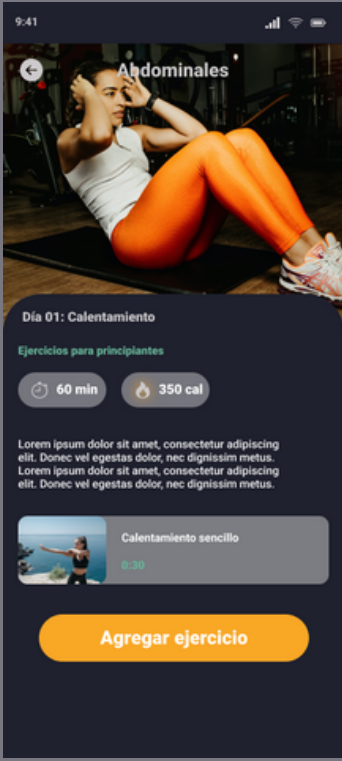 9:41
Abdominales
Día 01: Calentamiento
Ejercicios para principiantes
60 min
350 cal
Lorem ipsum dolor sit amet, consectetur adipiscing
elit. Donec vel egestas dolor, nec dignissim metus.
Lorem ipsum dolor sit amet, consectetur adipiscing
elit. Donec vel egestas dolor, nec dignissim metus.
Calentamiento sencillo
0:30
Agregar ejercicio